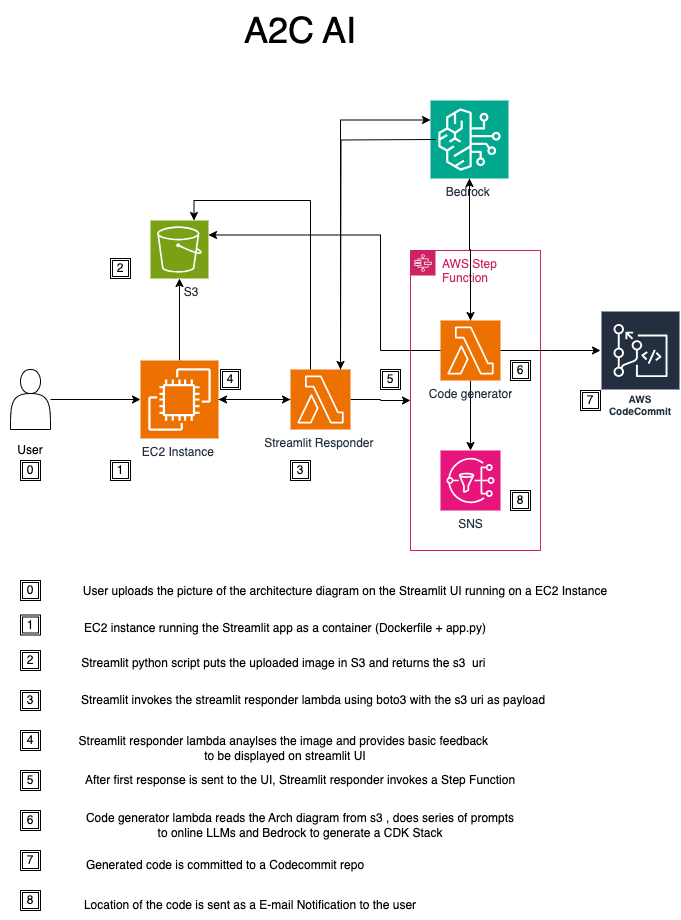 A2C AI
Bedrock
AWS Step
Function
2
S3
4
5
Code generator
6
7
AWS
CodeCommit
User
0
EC2 Instance
1
Streamlit Responder
3
8
SNS
0 User uploads the picture of the architecture diagram on the Streamlit UI running on a EC2 Instance
1 EC2 instance running the Streamlit app as a container (Dockerfile + app.py)
2 Streamlit python script puts the uploaded image in S3 and returns the s3 uri
3 Streamlit invokes the streamlit responder lambda using boto3 with the s3 uri as payload
4 Streamlit responder lambda anaylses the image and provides basic feedback
to be displayed on streamlit UI
5 After first response is sent to the UI, Streamlit responder invokes a Step Function
6 Code generator lambda reads the Arch diagram from s3 , does series of prompts
to online LLMs and Bedrock to generate a CDK Stack
7 Generated code is committed to a Codecommit repo
8 Location of the code is sent as a E-mail Notification to the user